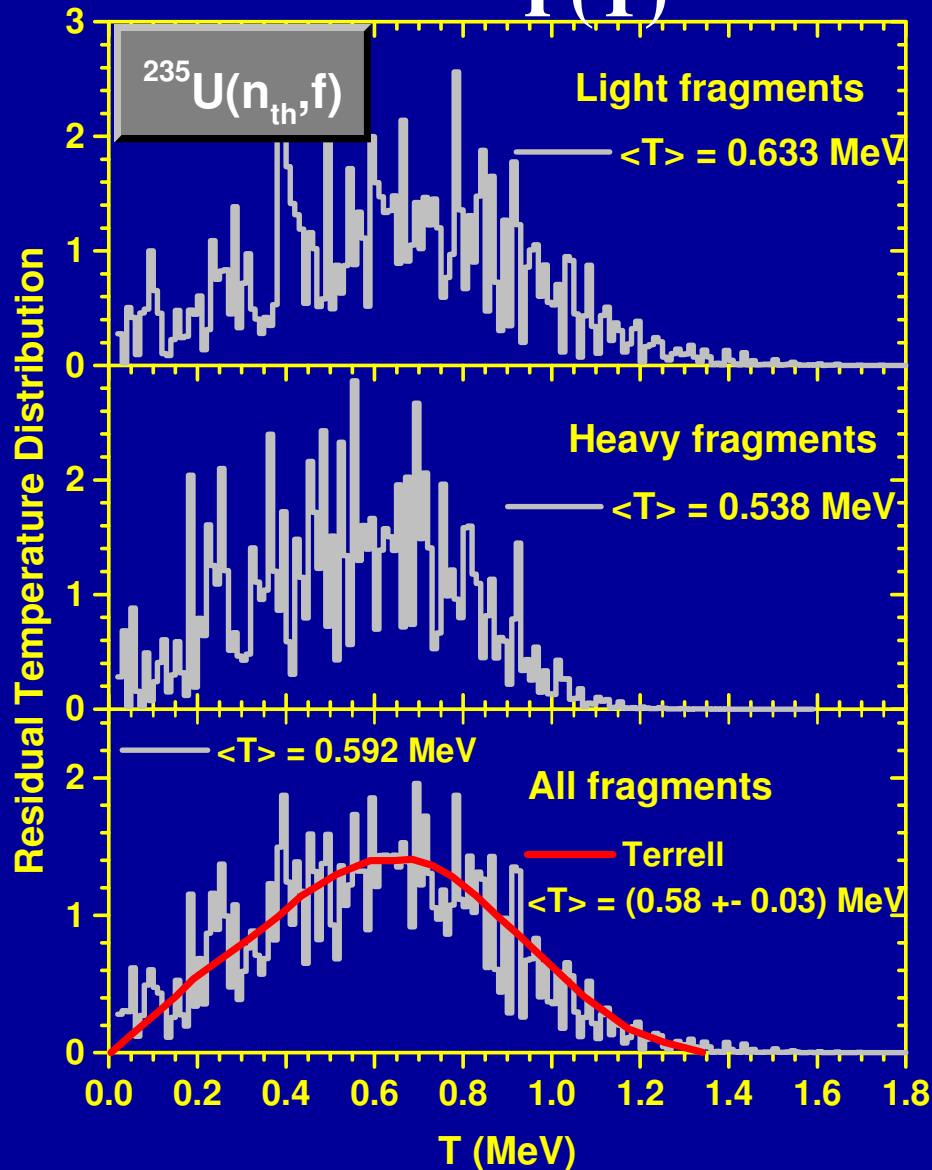 P(T)
3
²³⁵U(nₜₕ,f)
Light fragments
<T> = 0.633 MeV
2
1
0
Heavy fragments
<T> = 0.538 MeV
2
1
0
<T> = 0.592 MeV
All fragments
Terrell
<T> = (0.58 +- 0.03) MeV
2
1
0
0.0 0.2 0.4 0.6 0.8 1.0 1.2 1.4 1.6 1.8
T (MeV)
Residual Temperature Distribution